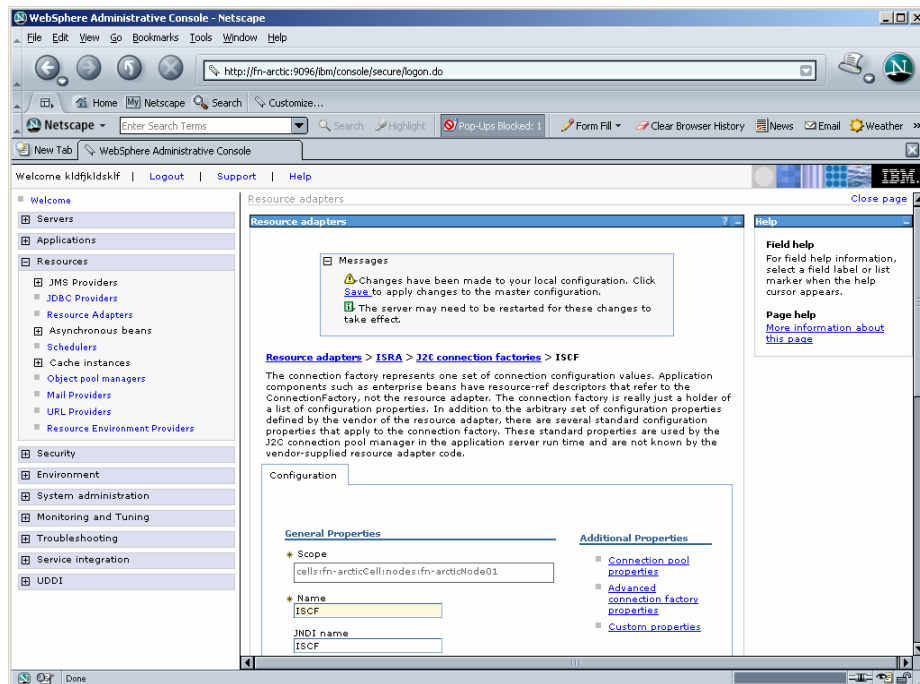 WebSphere Administrative Console - Netscape
File Edit View Go Bookmarks Tools Window Help
http://fn-arctic:9096/ibm/console/secure/logon.do
Home My Netscape Search Customize...
Netscape Enter Search Terms Search Highlight Pop-Ups Blocked: 1 Form Fill Clear Browser History News Email Weather »
New Tab WebSphere Administrative Console
Welcome kldfjkldsklf | Logout | Support | Help IBM.
Welcome
Servers
Applications
Resources
JMS Providers
JDBC Providers
Resource Adapters
Asynchronous beans
Schedulers
Cache instances
Object pool managers
Mail Providers
URL Providers
Resource Environment Providers
Security
Environment
System administration
Monitoring and Tuning
Troubleshooting
Service integration
UDDI
Resource adapters Close page
Resource adapters ? –
Messages
Changes have been made to your local configuration. Click
Save to apply changes to the master configuration.
The server may need to be restarted for these changes to
take effect.
Resource adapters > ISRA > J2C connection factories > ISCF
The connection factory represents one set of connection configuration values. Application
components such as enterprise beans have resource-ref descriptors that refer to the
ConnectionFactory, not the resource adapter. The connection factory is really just a holder of
a list of configuration properties. In addition to the arbitrary set of configuration properties
defined by the vendor of the resource adapter, there are several standard configuration
properties that apply to the connection factory. These standard properties are used by the
J2C connection pool manager in the application server run time and are not known by the
vendor-supplied resource adapter code.
Configuration
General Properties
* Scope
cells:fn-arcticCell:nodes:fn-arcticNode01
* Name
ISCF
JNDI name
ISCF
Additional Properties
Connection pool
properties
Advanced
connection factory
properties
Custom properties
Help –
Field help
For field help information,
select a field label or list
marker when the help
cursor appears.
Page help
More information about
this page
Done